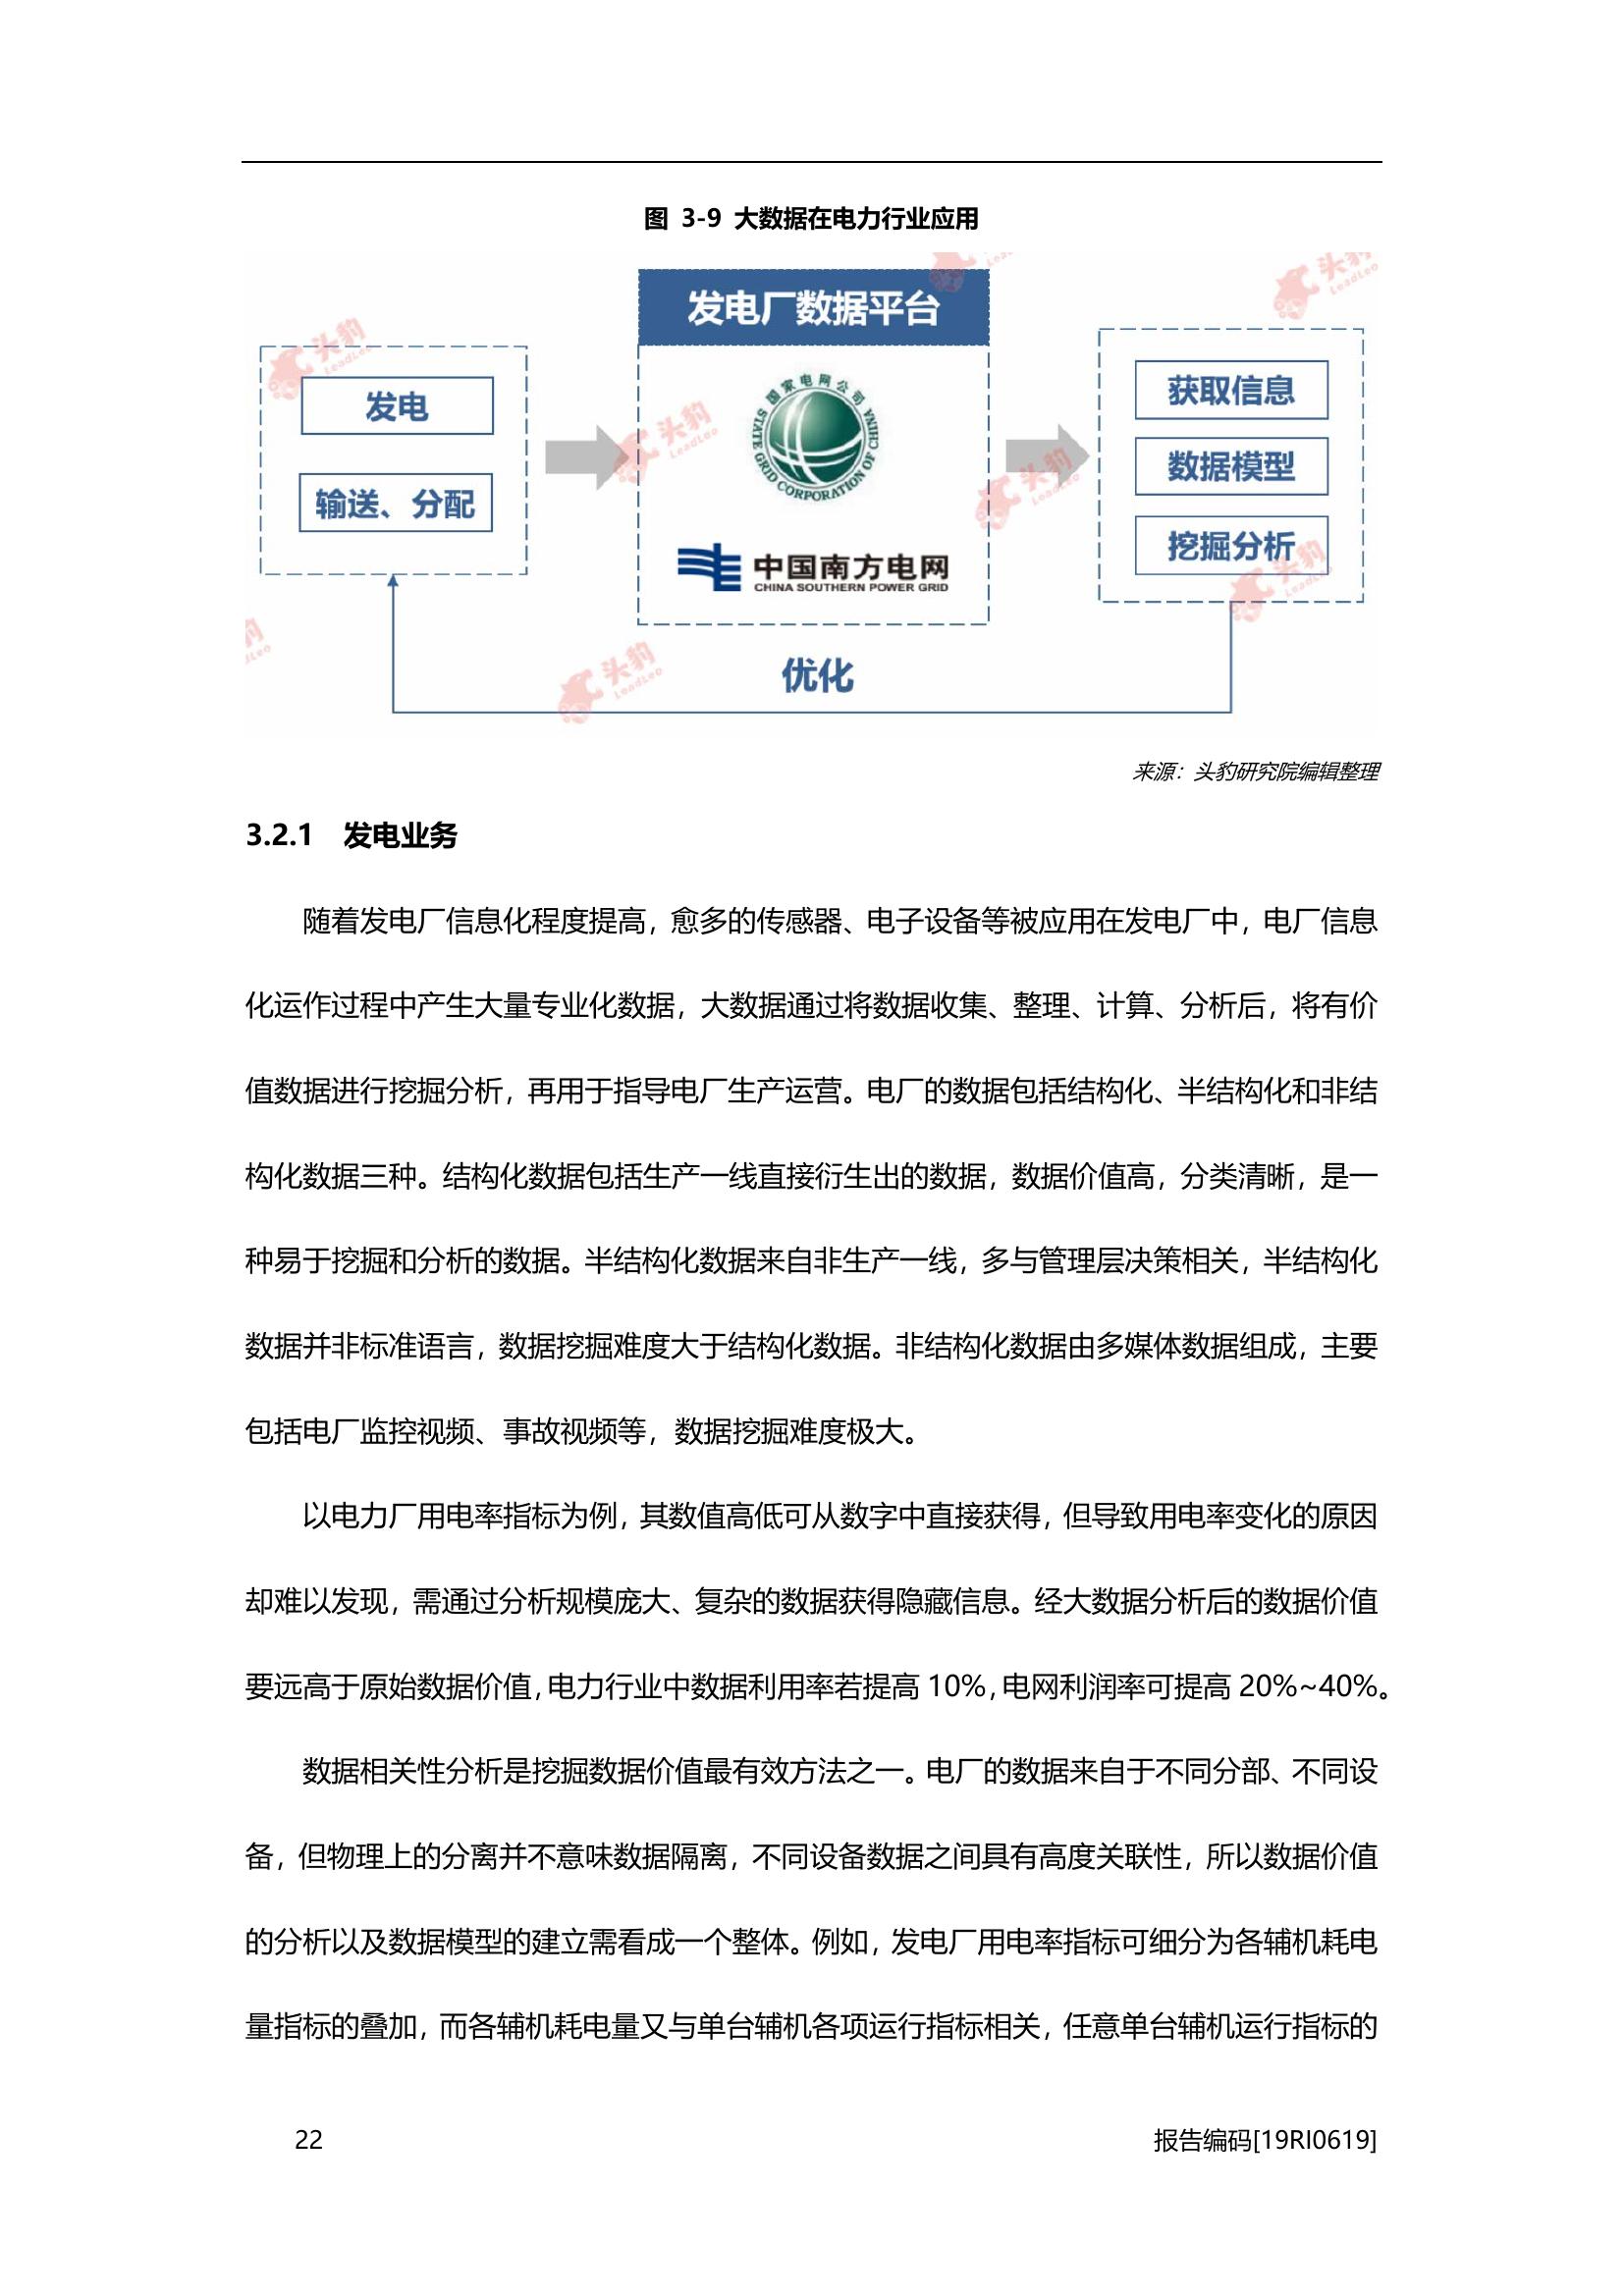 图 3-9 大数据在电力行业应用
发电厂数据平台
发电
输送、分配
国家电网公司
STATE GRID CORPORATION OF CHINA
中国南方电网
CHINA SOUTHERN POWER GRID
获取信息
数据模型
挖掘分析
优化
头豹
LeadLeo
头豹
LeadLeo
头豹
LeadLeo
头豹
LeadLeo
头豹
LeadLeo
头豹
LeadLeo
来源：头豹研究院编辑整理
3.2.1 发电业务
随着发电厂信息化程度提高，愈多的传感器、电子设备等被应用在发电厂中，电厂信息
化运作过程中产生大量专业化数据，大数据通过将数据收集、整理、计算、分析后，将有价
值数据进行挖掘分析，再用于指导电厂生产运营。电厂的数据包括结构化、半结构化和非结
构化数据三种。结构化数据包括生产一线直接衍生出的数据，数据价值高，分类清晰，是一
种易于挖掘和分析的数据。半结构化数据来自非生产一线，多与管理层决策相关，半结构化
数据并非标准语言，数据挖掘难度大于结构化数据。非结构化数据由多媒体数据组成，主要
包括电厂监控视频、事故视频等，数据挖掘难度极大。
以电力厂用电率指标为例，其数值高低可从数字中直接获得，但导致用电率变化的原因
却难以发现，需通过分析规模庞大、复杂的数据获得隐藏信息。经大数据分析后的数据价值
要远高于原始数据价值，电力行业中数据利用率若提高 10%，电网利润率可提高 20%~40%。
数据相关性分析是挖掘数据价值最有效方法之一。电厂的数据来自于不同分部、不同设
备，但物理上的分离并不意味数据隔离，不同设备数据之间具有高度关联性，所以数据价值
的分析以及数据模型的建立需看成一个整体。例如，发电厂用电率指标可细分为各辅机耗电
量指标的叠加，而各辅机耗电量又与单台辅机各项运行指标相关，任意单台辅机运行指标的
22
报告编码[19RI0619]